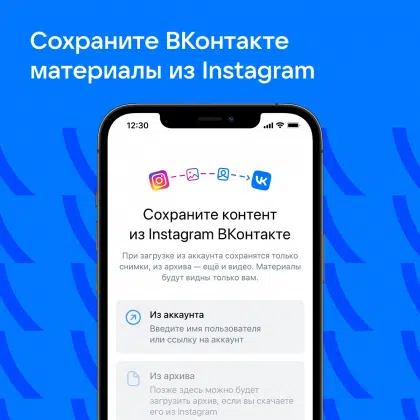 Сохраните ВКонтакте
материалы из Instagram
12:30
Сохраните контент
из Instagram ВКонтакте
При загрузке из аккаунта сохранятся только
снимки, из архива — ещё и видео. Материалы
будут видны только вам.
Из аккаунта
Введите имя пользователя
или ссылку на аккаунт
Из архива
Позже здесь можно будет
загрузить архив, если вы скачаете
его из Instagram